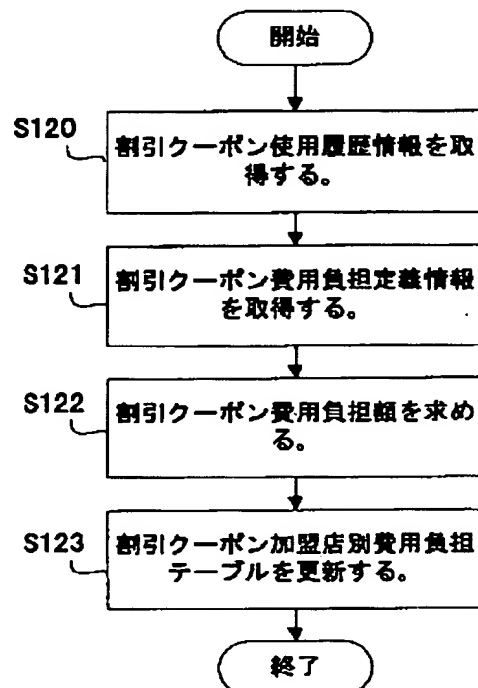 開始
S120
割引クーポン使用履歴情報を取
得する。
S121
割引クーポン費用負担定義情報
を取得する。
S122
割引クーポン費用負担額を求め
る。
S123
割引クーポン加盟店別費用負担
テーブルを更新する。
終了